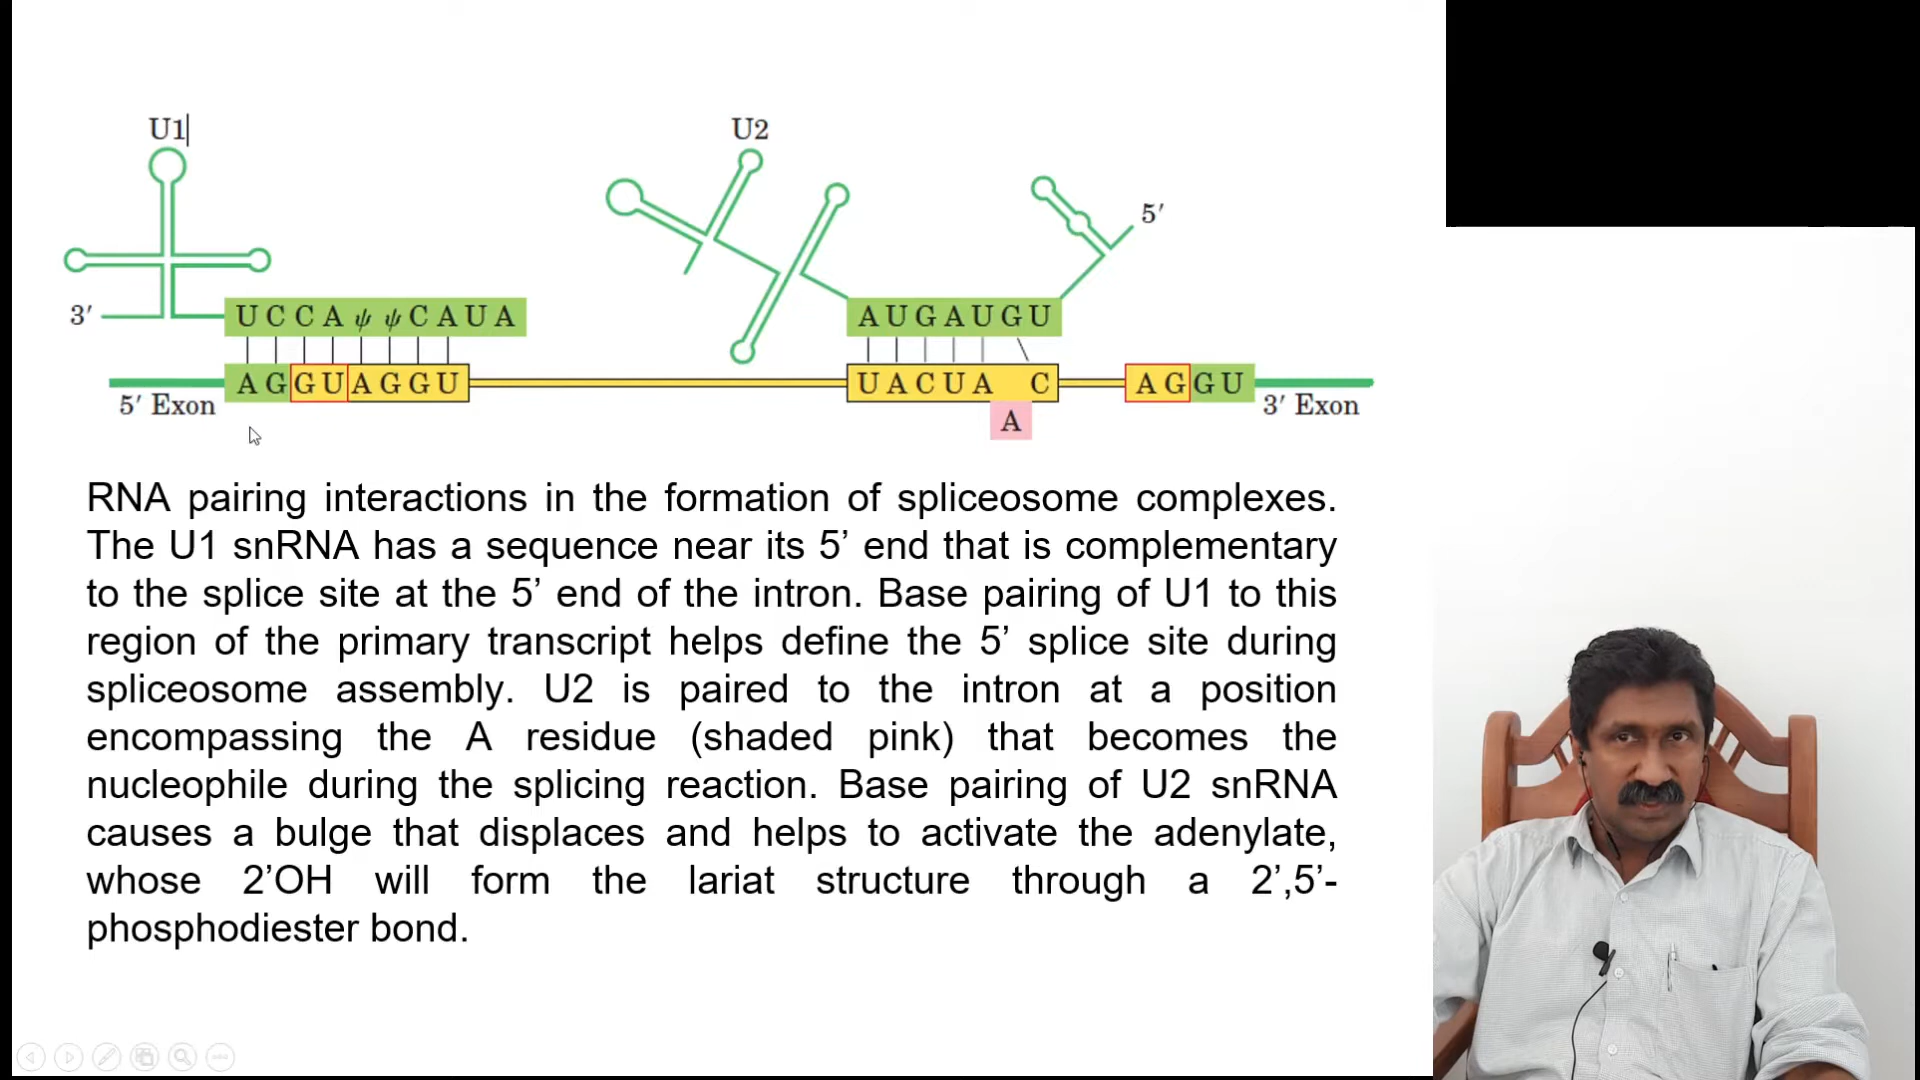 U1
U2
5′
3′
U C C A ψ ψ C A U A
A U G A U G U
A G G U A G G U
U A C U A C
A G G U
5′ Exon
3′ Exon
A
RNA pairing interactions in the formation of spliceosome complexes.
The U1 snRNA has a sequence near its 5’ end that is complementary
to the splice site at the 5’ end of the intron. Base pairing of U1 to this
region of the primary transcript helps define the 5’ splice site during
spliceosome assembly. U2 is paired to the intron at a position
encompassing the A residue (shaded pink) that becomes the
nucleophile during the splicing reaction. Base pairing of U2 snRNA
causes a bulge that displaces and helps to activate the adenylate,
whose 2’OH will form the lariat structure through a 2’,5’-
phosphodiester bond.